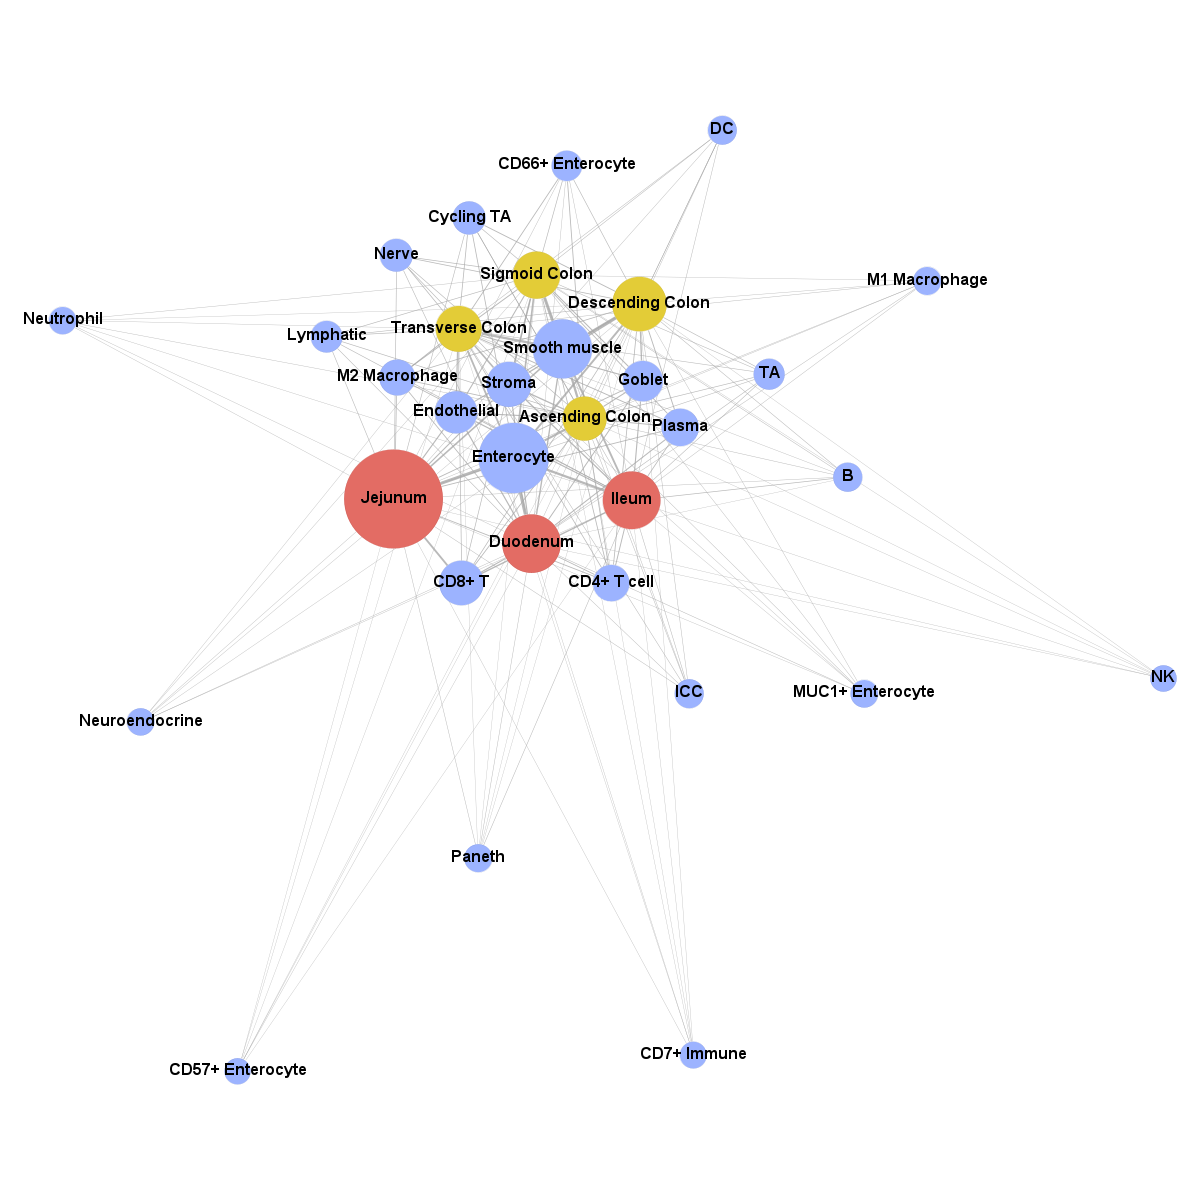 DC
CD66+ Enterocyte
Cycling TA
Nerve
Sigmoid Colon
M1 Macrophage
Descending Colon
Neutrophil
Transverse Colon
Lymphatic
Smooth muscle
M2 Macrophage
Stroma
Goblet
TA
Endothelial
Ascending Colon
Plasma
Enterocyte
B
Jejunum
Ileum
Duodenum
CD8+ T
CD4+ T cell
NK
ICC
MUC1+ Enterocyte
Neuroendocrine
Paneth
CD7+ Immune
CD57+ Enterocyte